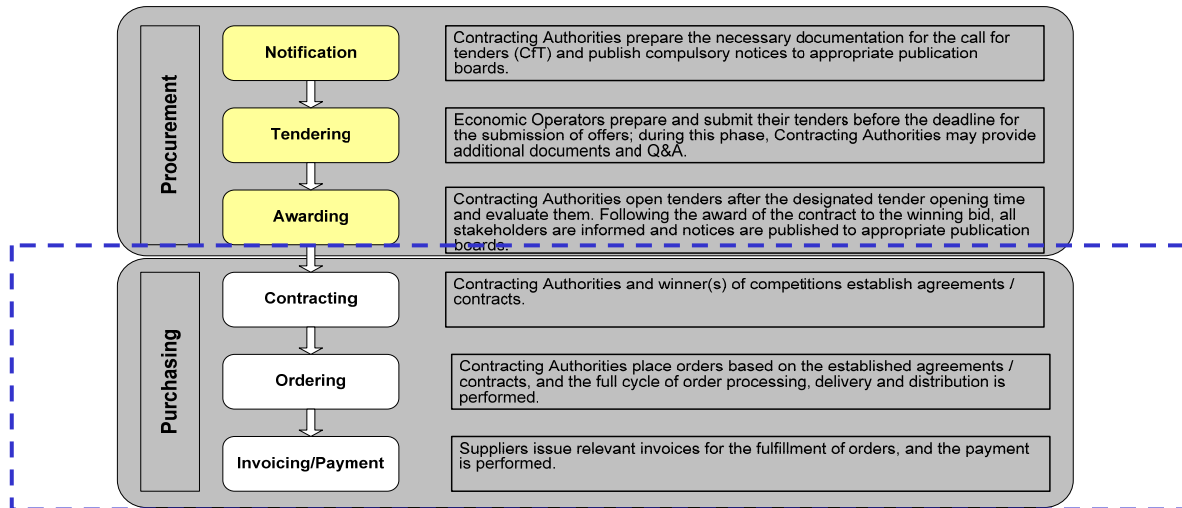 Procurement
Notification
Contracting Authorities prepare the necessary documentation for the call for
tenders (CfT) and publish compulsory notices to appropriate publication
boards.
Tendering
Economic Operators prepare and submit their tenders before the deadline for
the submission of offers; during this phase, Contracting Authorities may provide
additional documents and Q&A.
Awarding
Contracting Authorities open tenders after the designated tender opening time
and evaluate them. Following the award of the contract to the winning bid, all
stakeholders are informed and notices are published to appropriate publication
boards.
Purchasing
Contracting
Contracting Authorities and winner(s) of competitions establish agreements /
contracts.
Ordering
Contracting Authorities place orders based on the established agreements /
contracts, and the full cycle of order processing, delivery and distribution is
performed.
Invoicing/Payment
Suppliers issue relevant invoices for the fulfillment of orders, and the payment
is performed.